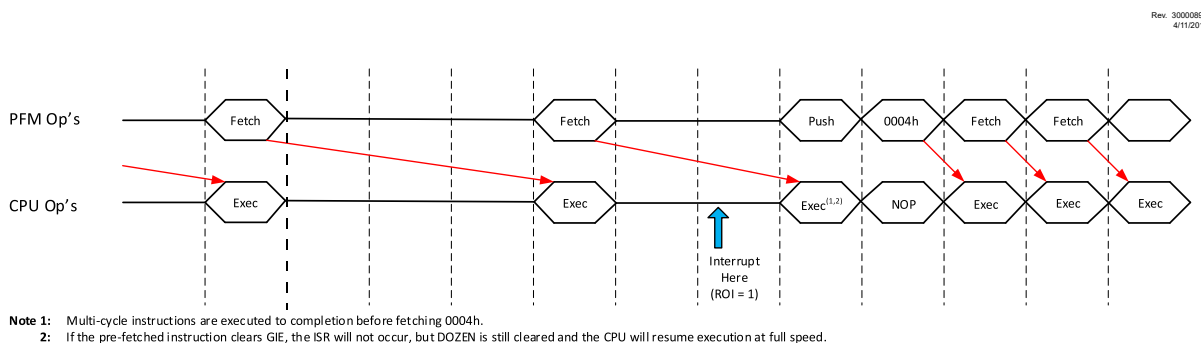 Rev. 3000089
4/11/201
PFM Op's
Fetch
Fetch
Push
0004h
Fetch
Fetch
CPU Op's
Exec
Exec
Exec(1,2)
NOP
Exec
Exec
Exec
Interrupt
Here
(ROI = 1)
Note 1: Multi-cycle instructions are executed to completion before fetching 0004h.
2: If the pre-fetched instruction clears GIE, the ISR will not occur, but DOZEN is still cleared and the CPU will resume execution at full speed.